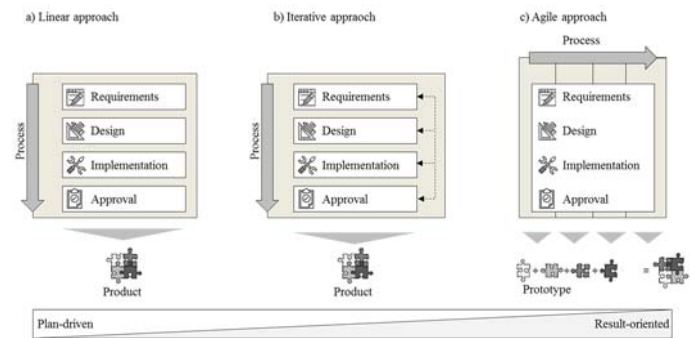 a) Linear approach
Process
Requirements
Design
Implementation
Approval
Product
b) Iterative appraoch
Process
Requirements
Design
Implementation
Approval
Product
c) Agile approach
Process
Requirements
Design
Implementation
Approval
+ + + =
Prototype
Plan-driven
Result-oriented